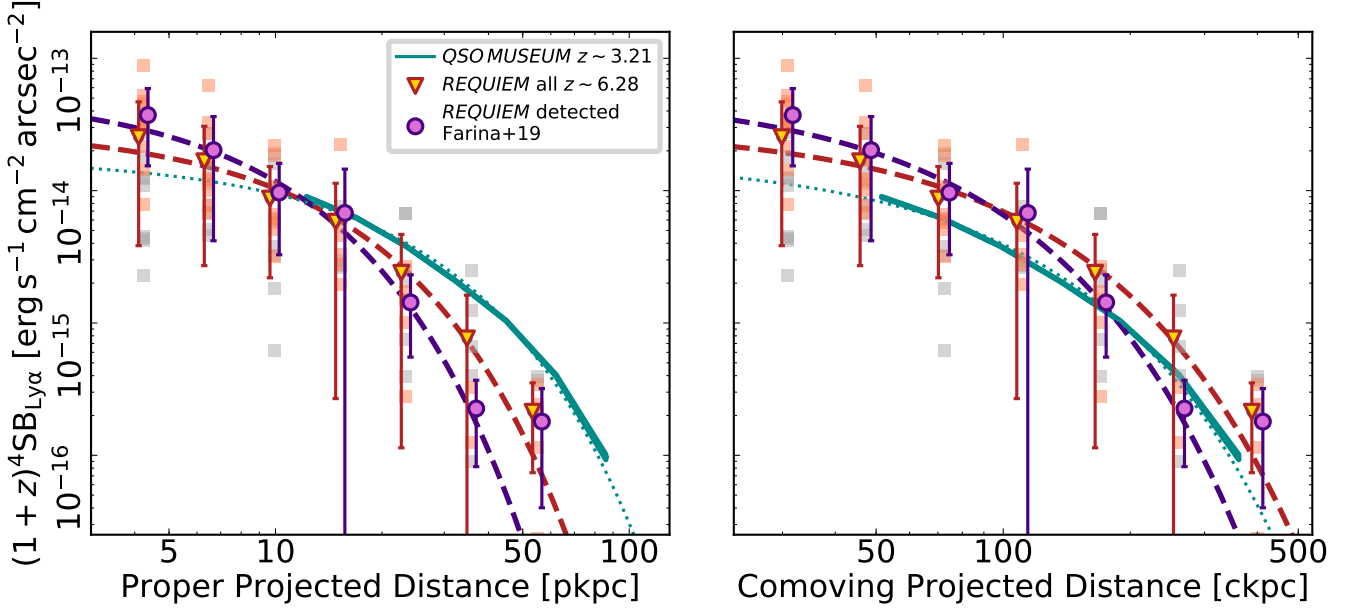 (1 + z)⁴SB_Lyα [erg s⁻¹ cm⁻² arcsec⁻²]
10⁻¹³
10⁻¹⁴
10⁻¹⁵
10⁻¹⁶
QSO MUSEUM z ~ 3.21
REQUIEM all z ~ 6.28
REQUIEM detected
Farina+19
5 10 50 100
Proper Projected Distance [pkpc]
50 100 500
Comoving Projected Distance [ckpc]